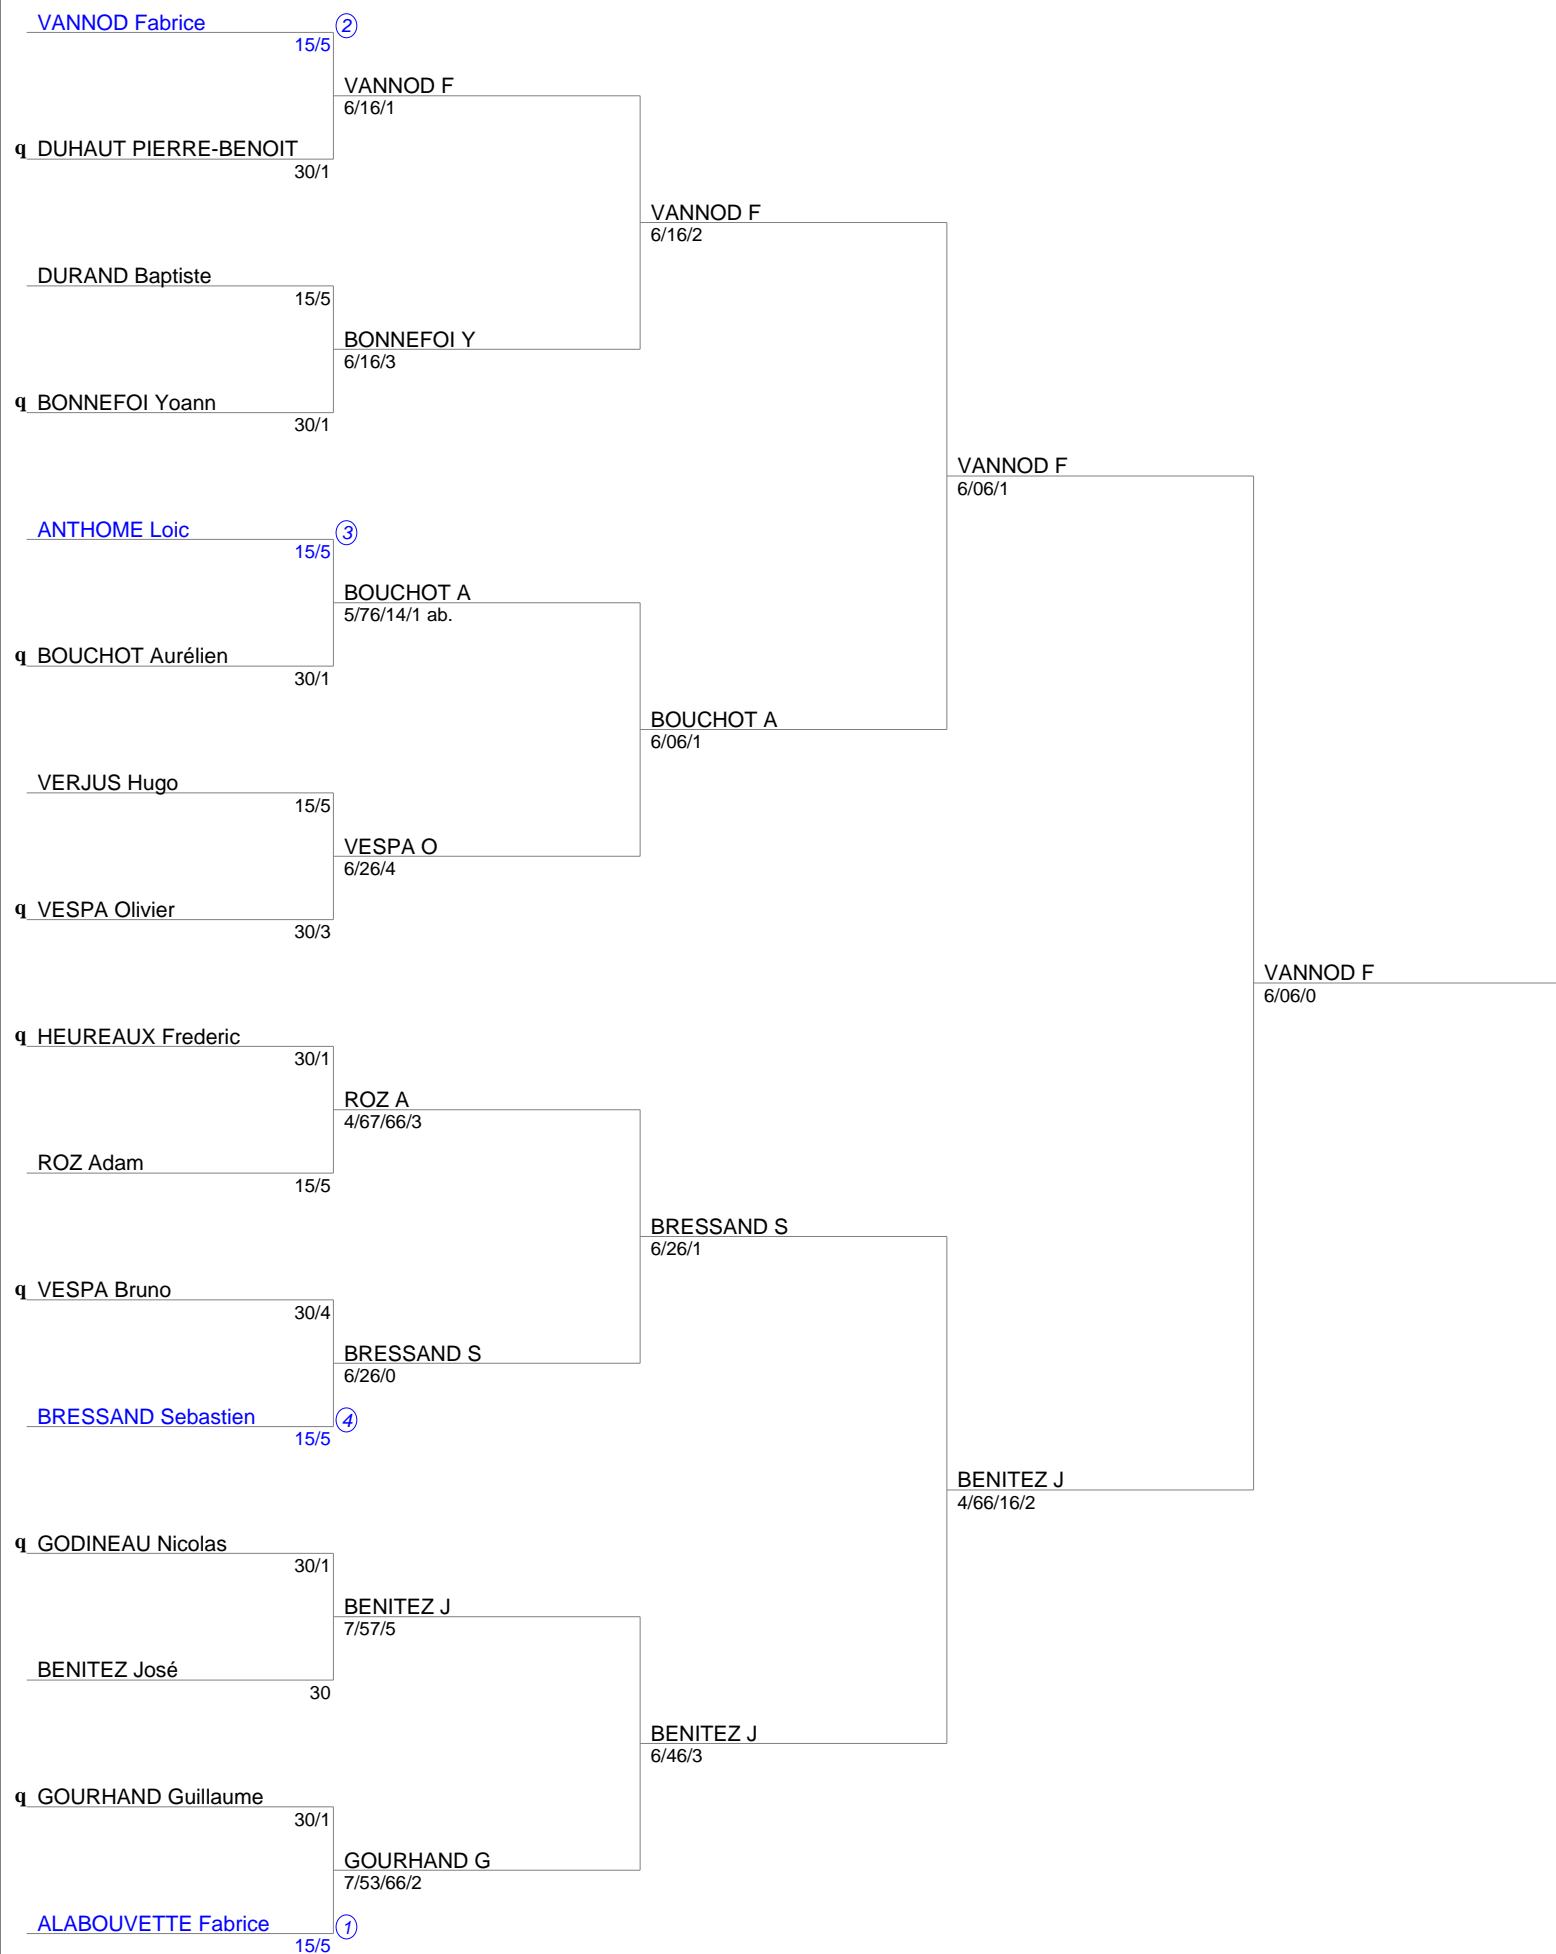 VANNOD Fabrice
2
15/5
VANNOD F
6/16/1
q DUHAUT PIERRE-BENOIT
30/1
VANNOD F
6/16/2
DURAND Baptiste
15/5
BONNEFOI Y
6/16/3
q BONNEFOI Yoann
30/1
VANNOD F
6/06/1
ANTHOME Loic
3
15/5
BOUCHOT A
5/76/14/1 ab.
q BOUCHOT Aurélien
30/1
BOUCHOT A
6/06/1
VERJUS Hugo
15/5
VESPA O
6/26/4
q VESPA Olivier
30/3
VANNOD F
6/06/0
q HEUREAUX Frederic
30/1
ROZ A
4/67/66/3
ROZ Adam
15/5
BRESSAND S
6/26/1
q VESPA Bruno
30/4
BRESSAND S
6/26/0
BRESSAND Sebastien
4
15/5
BENITEZ J
4/66/16/2
q GODINEAU Nicolas
30/1
BENITEZ J
7/57/5
BENITEZ José
30
BENITEZ J
6/46/3
q GOURHAND Guillaume
30/1
GOURHAND G
7/53/66/2
ALABOUVETTE Fabrice
1
15/5